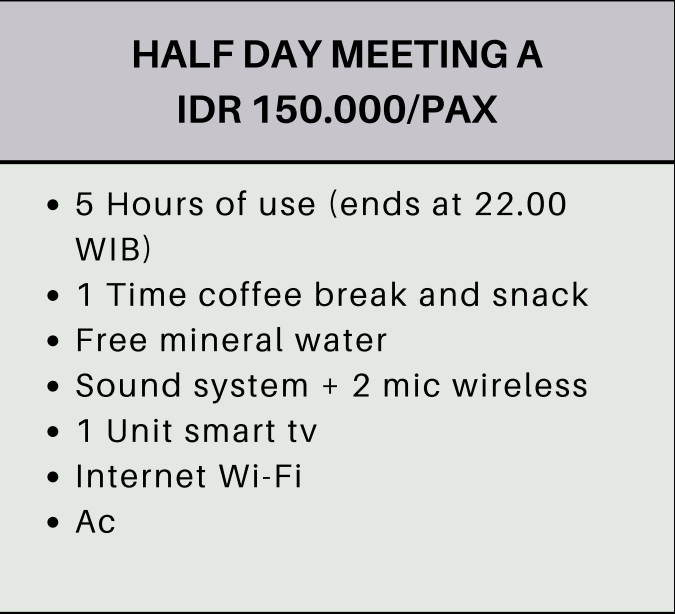 HALF DAY MEETING A
IDR 150.000/PAX
• 5 Hours of use (ends at 22.00
WIB)
• 1 Time coffee break and snack
• Free mineral water
• Sound system + 2 mic wireless
• 1 Unit smart tv
• Internet Wi-Fi
• Ac